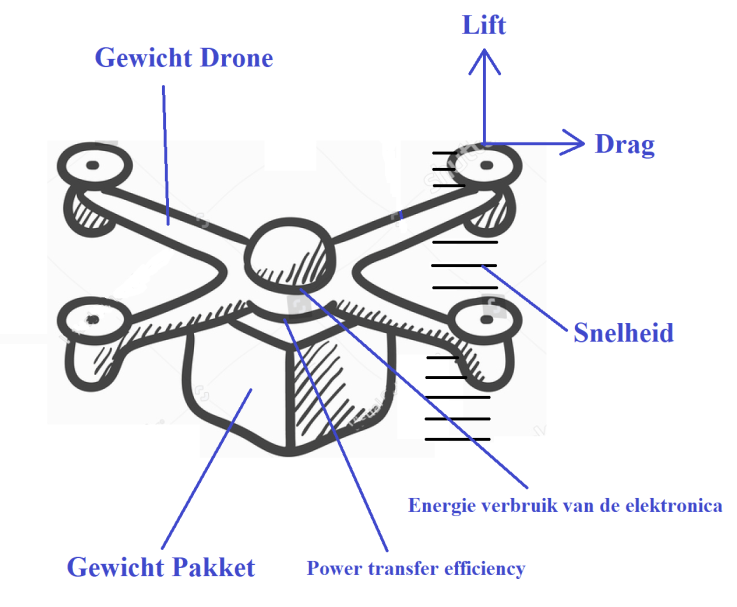 Lift
Gewicht Drone
Drag
Snelheid
Energie verbruik van de elektronica
Gewicht Pakket
Power transfer efficiency